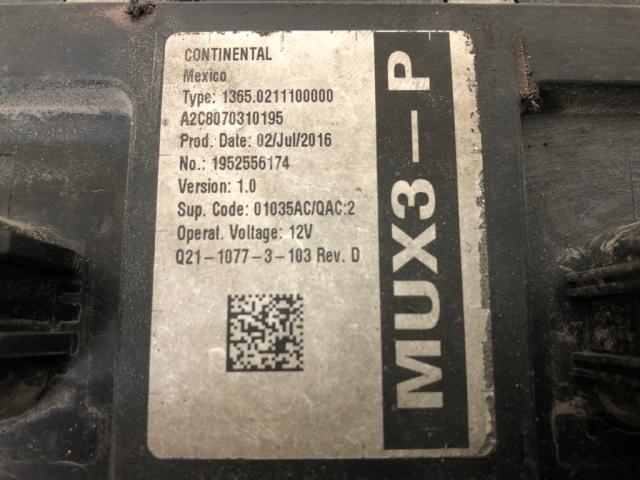 CONTINENTAL
Mexico
Type: 1365.0211100000
A2C8070310195
Prod. Date: 02/Jul/2016
No.: 1952556174
Version: 1.0
Sup. Code: 01035AC/QAC:2
Operat. Voltage: 12V
Q21-1077-3-103 Rev. D
MUX3-P